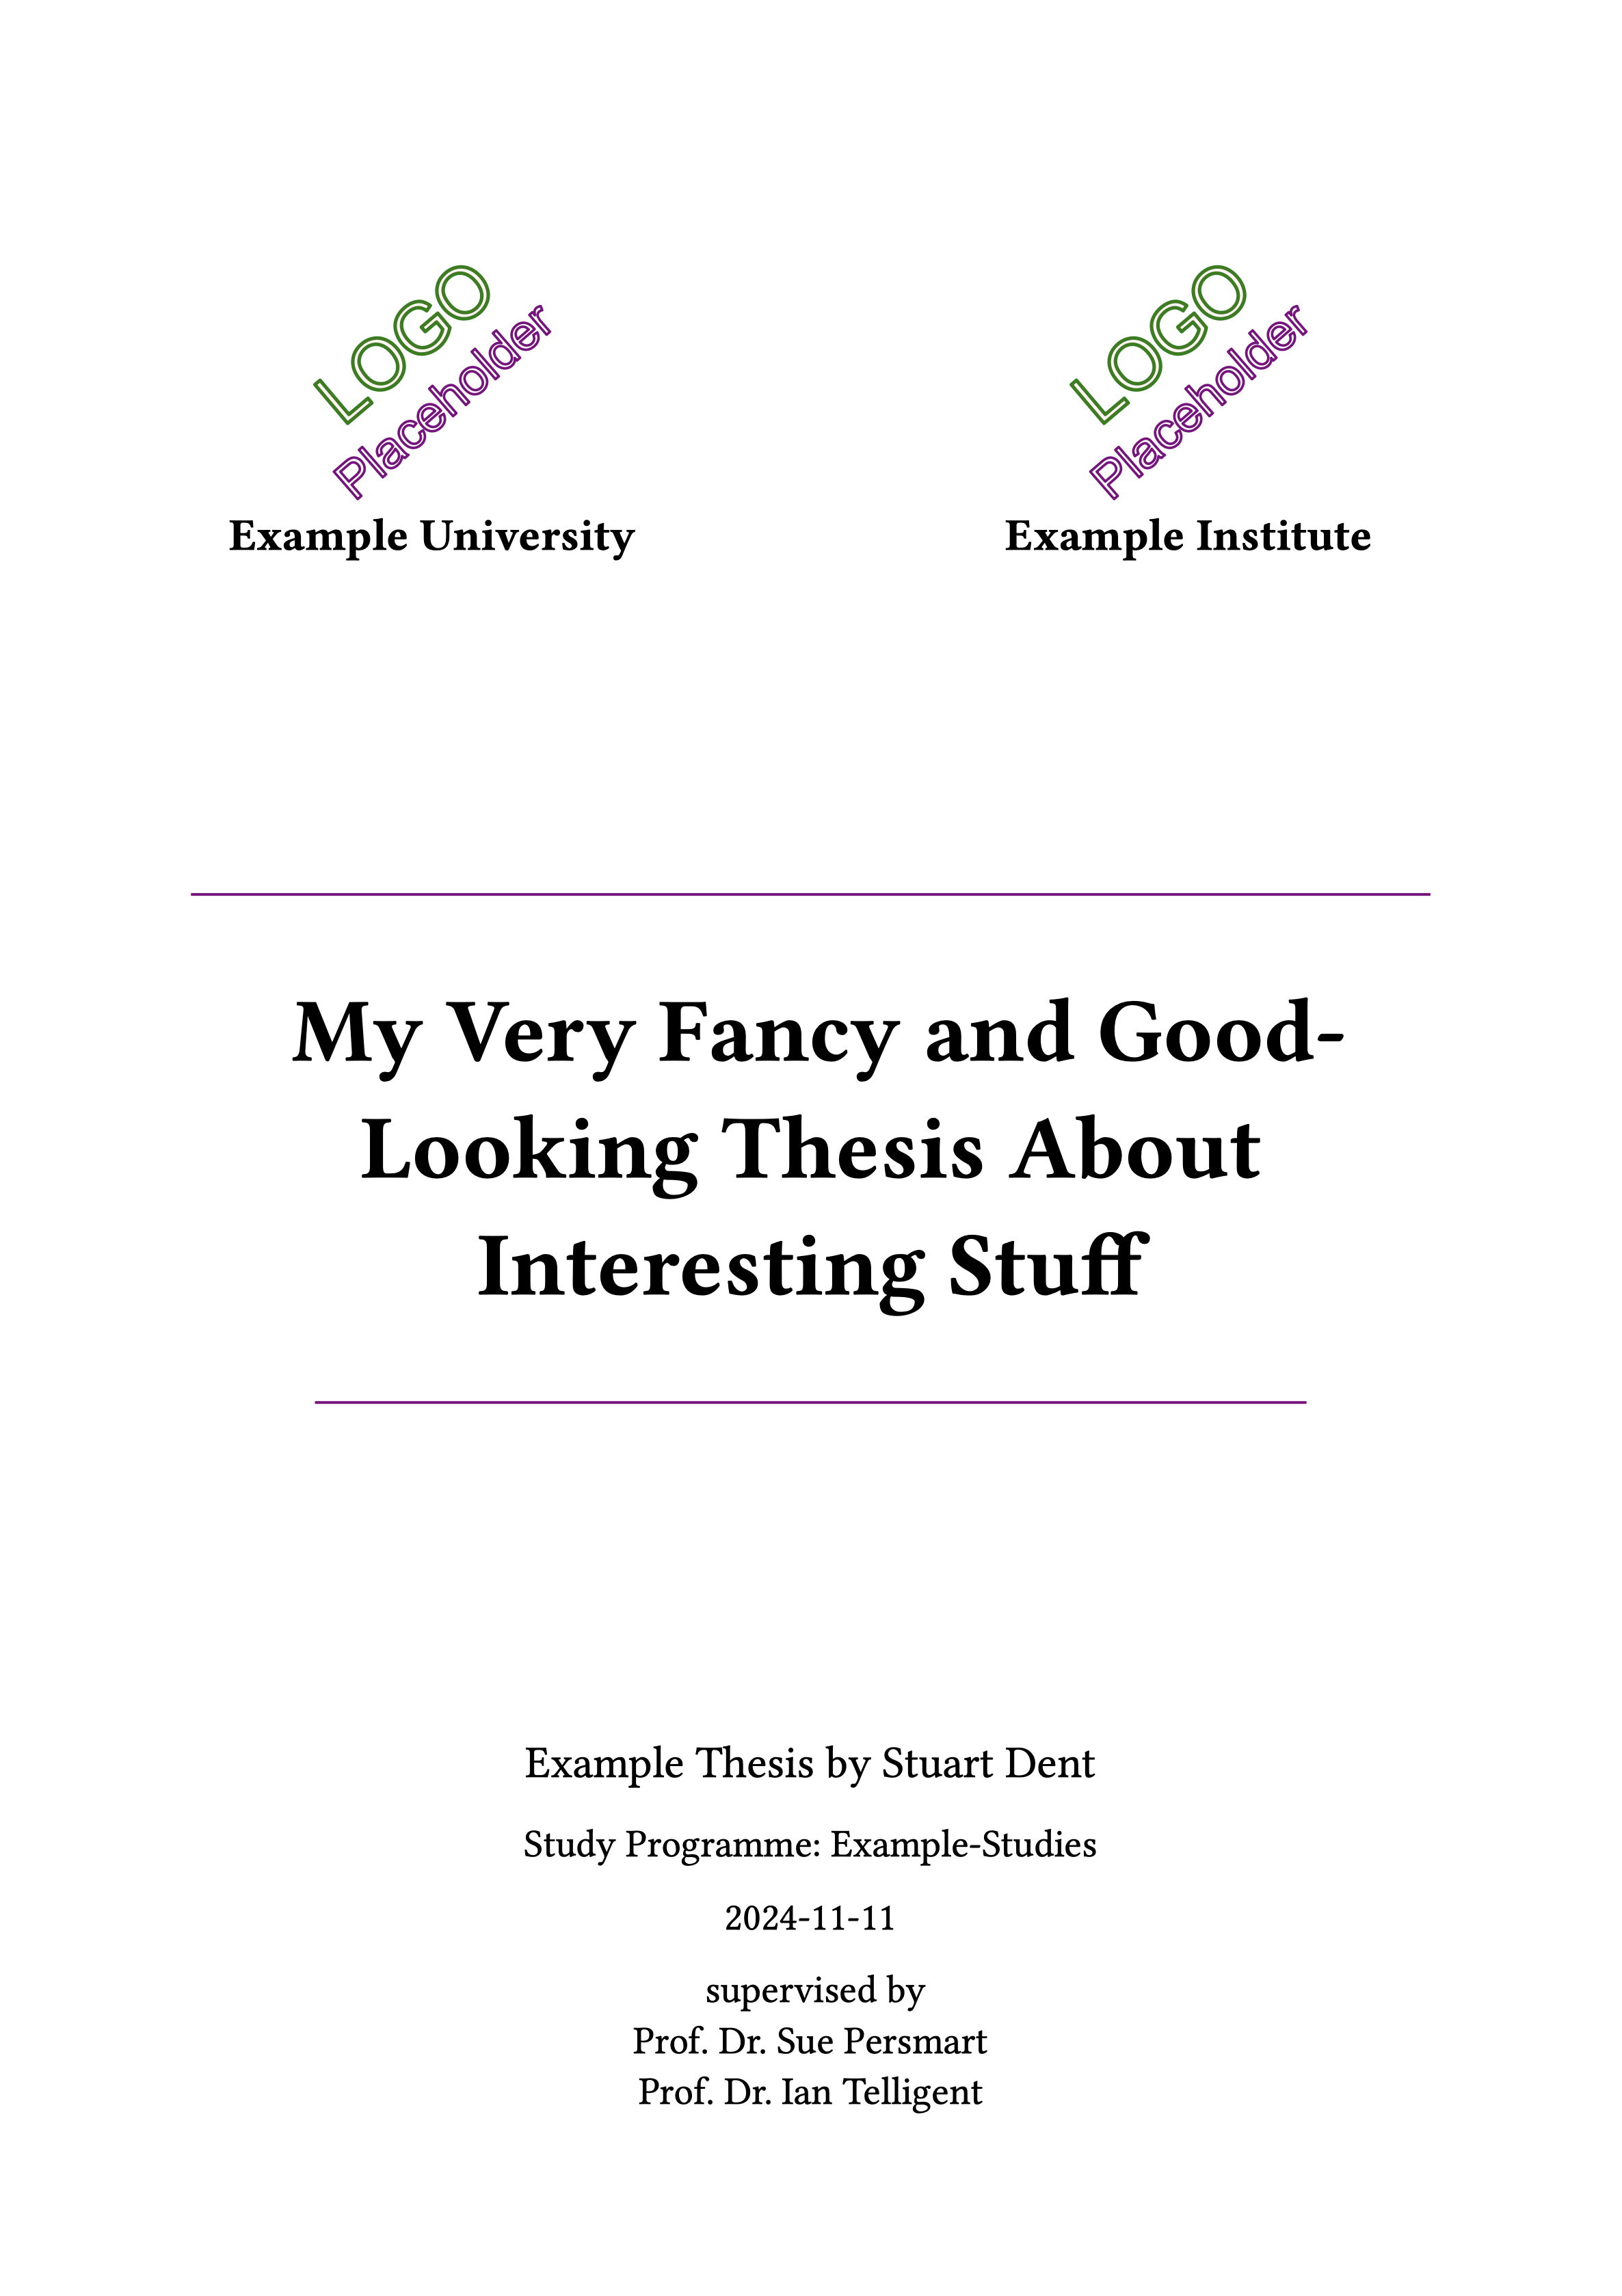 LOGO
Placeholder
Example University
LOGO
Placeholder
Example Institute
My Very Fancy and Good-
Looking Thesis About
Interesting Stuff
Example Thesis by Stuart Dent
Study Programme: Example-Studies
2024-11-11
supervised by
Prof. Dr. Sue Persmart
Prof. Dr. Ian Telligent